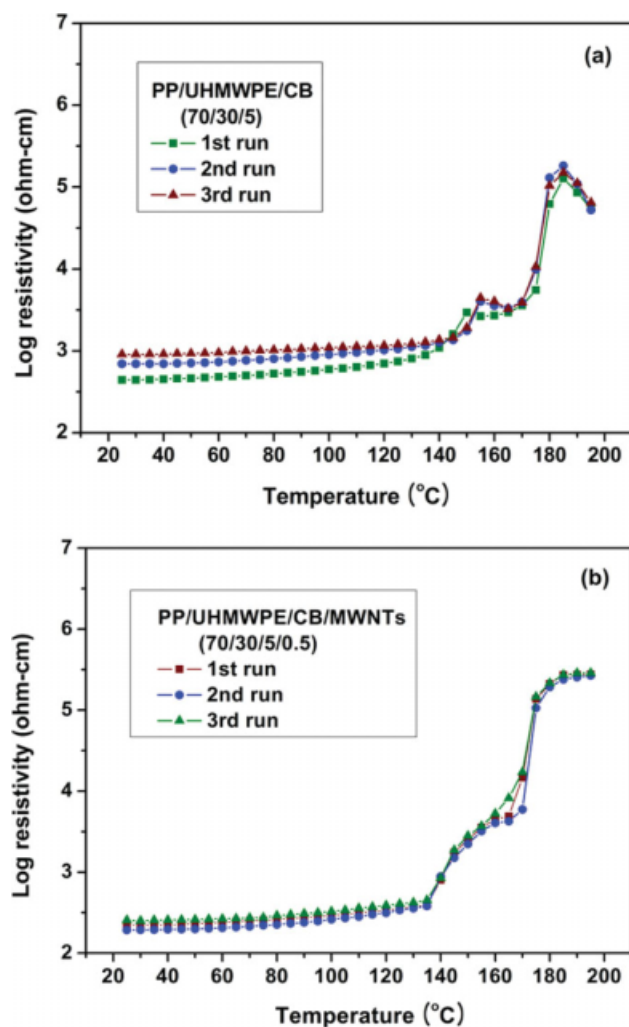 (a)
PP/UHMWPE/CB
(70/30/5)
1st run
2nd run
3rd run
Log resistivity (ohm-cm)
7
6
5
4
3
2
20 40 60 80 100 120 140 160 180 200
Temperature (°C)
(b)
PP/UHMWPE/CB/MWNTs
(70/30/5/0.5)
1st run
2nd run
3rd run
Log resistivity (ohm-cm)
7
6
5
4
3
2
20 40 60 80 100 120 140 160 180 200
Temperature (°C)